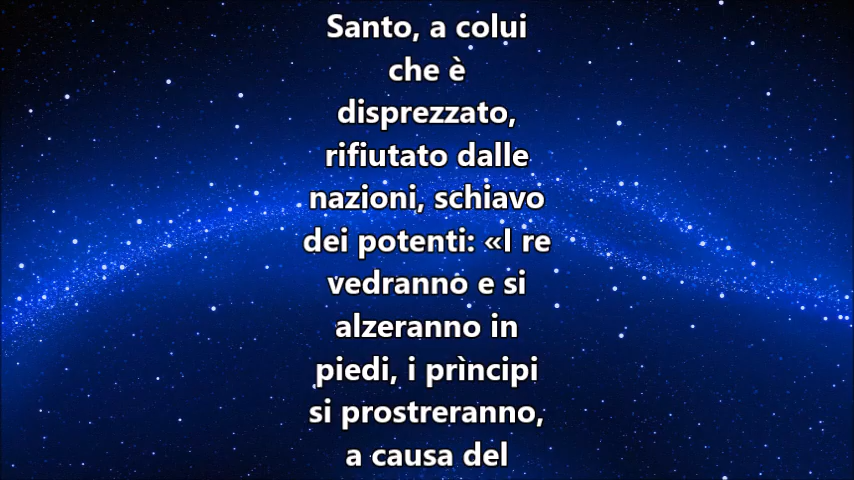 Santo, a colui
che è
disprezzato,
rifiutato dalle
nazioni, schiavo
dei potenti: «I re
vedranno e si
alzeranno in
piedi, i prìncipi
si prostreranno,
a causa del